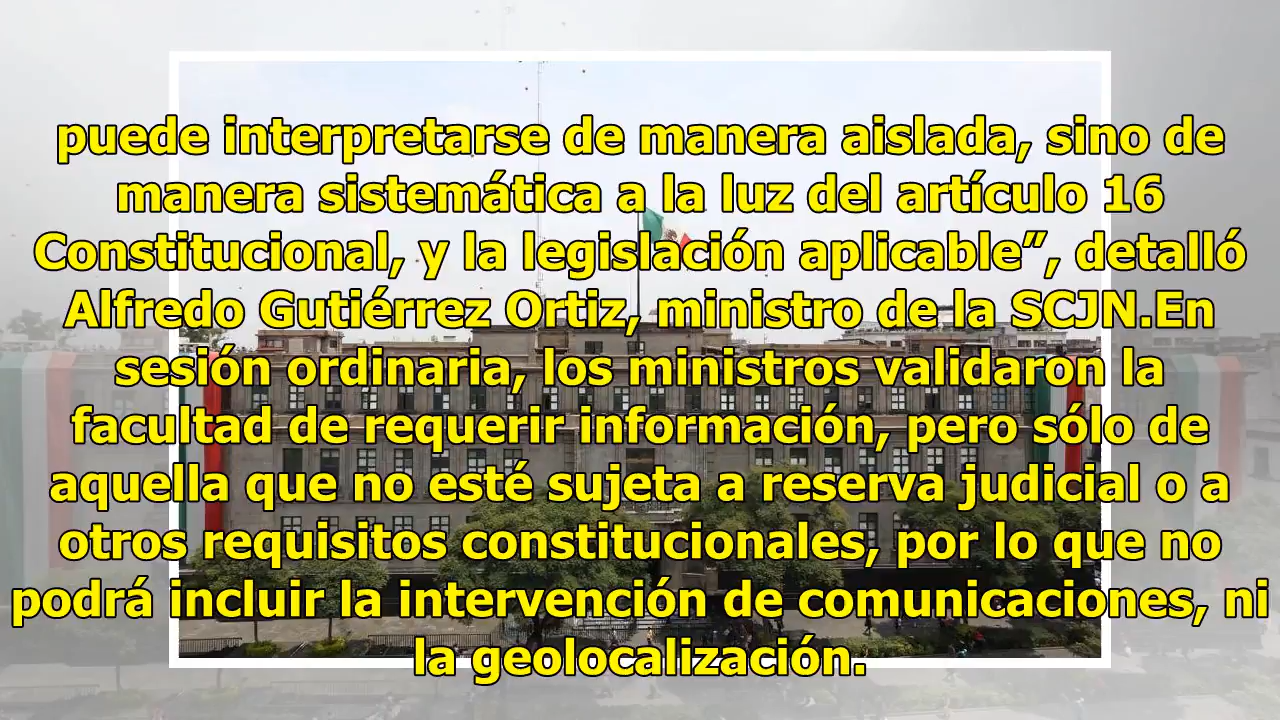 puede interpretarse de manera aislada, sino de
manera sistemática a la luz del artículo 16
Constitucional, y la legislación aplicable”, detalló
Alfredo Gutiérrez Ortiz, ministro de la SCJN.En
sesión ordinaria, los ministros validaron la
facultad de requerir información, pero sólo de
aquella que no esté sujeta a reserva judicial o a
otros requisitos constitucionales, por lo que no
podrá incluir la intervención de comunicaciones, ni
la geolocalización.